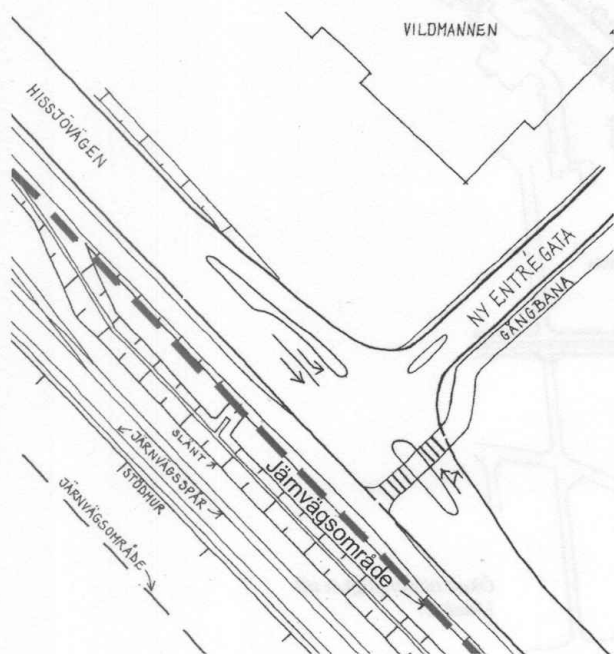 VILDMANNEN
HISSJÖVÄGEN
NY ENTRÉGATA
GÅNGBANA
SLÄNT
JÄRNVÄGSSPÅR
STÖDMUR
JÄRNVÄGSOMRÅDE
Järnvägsområde